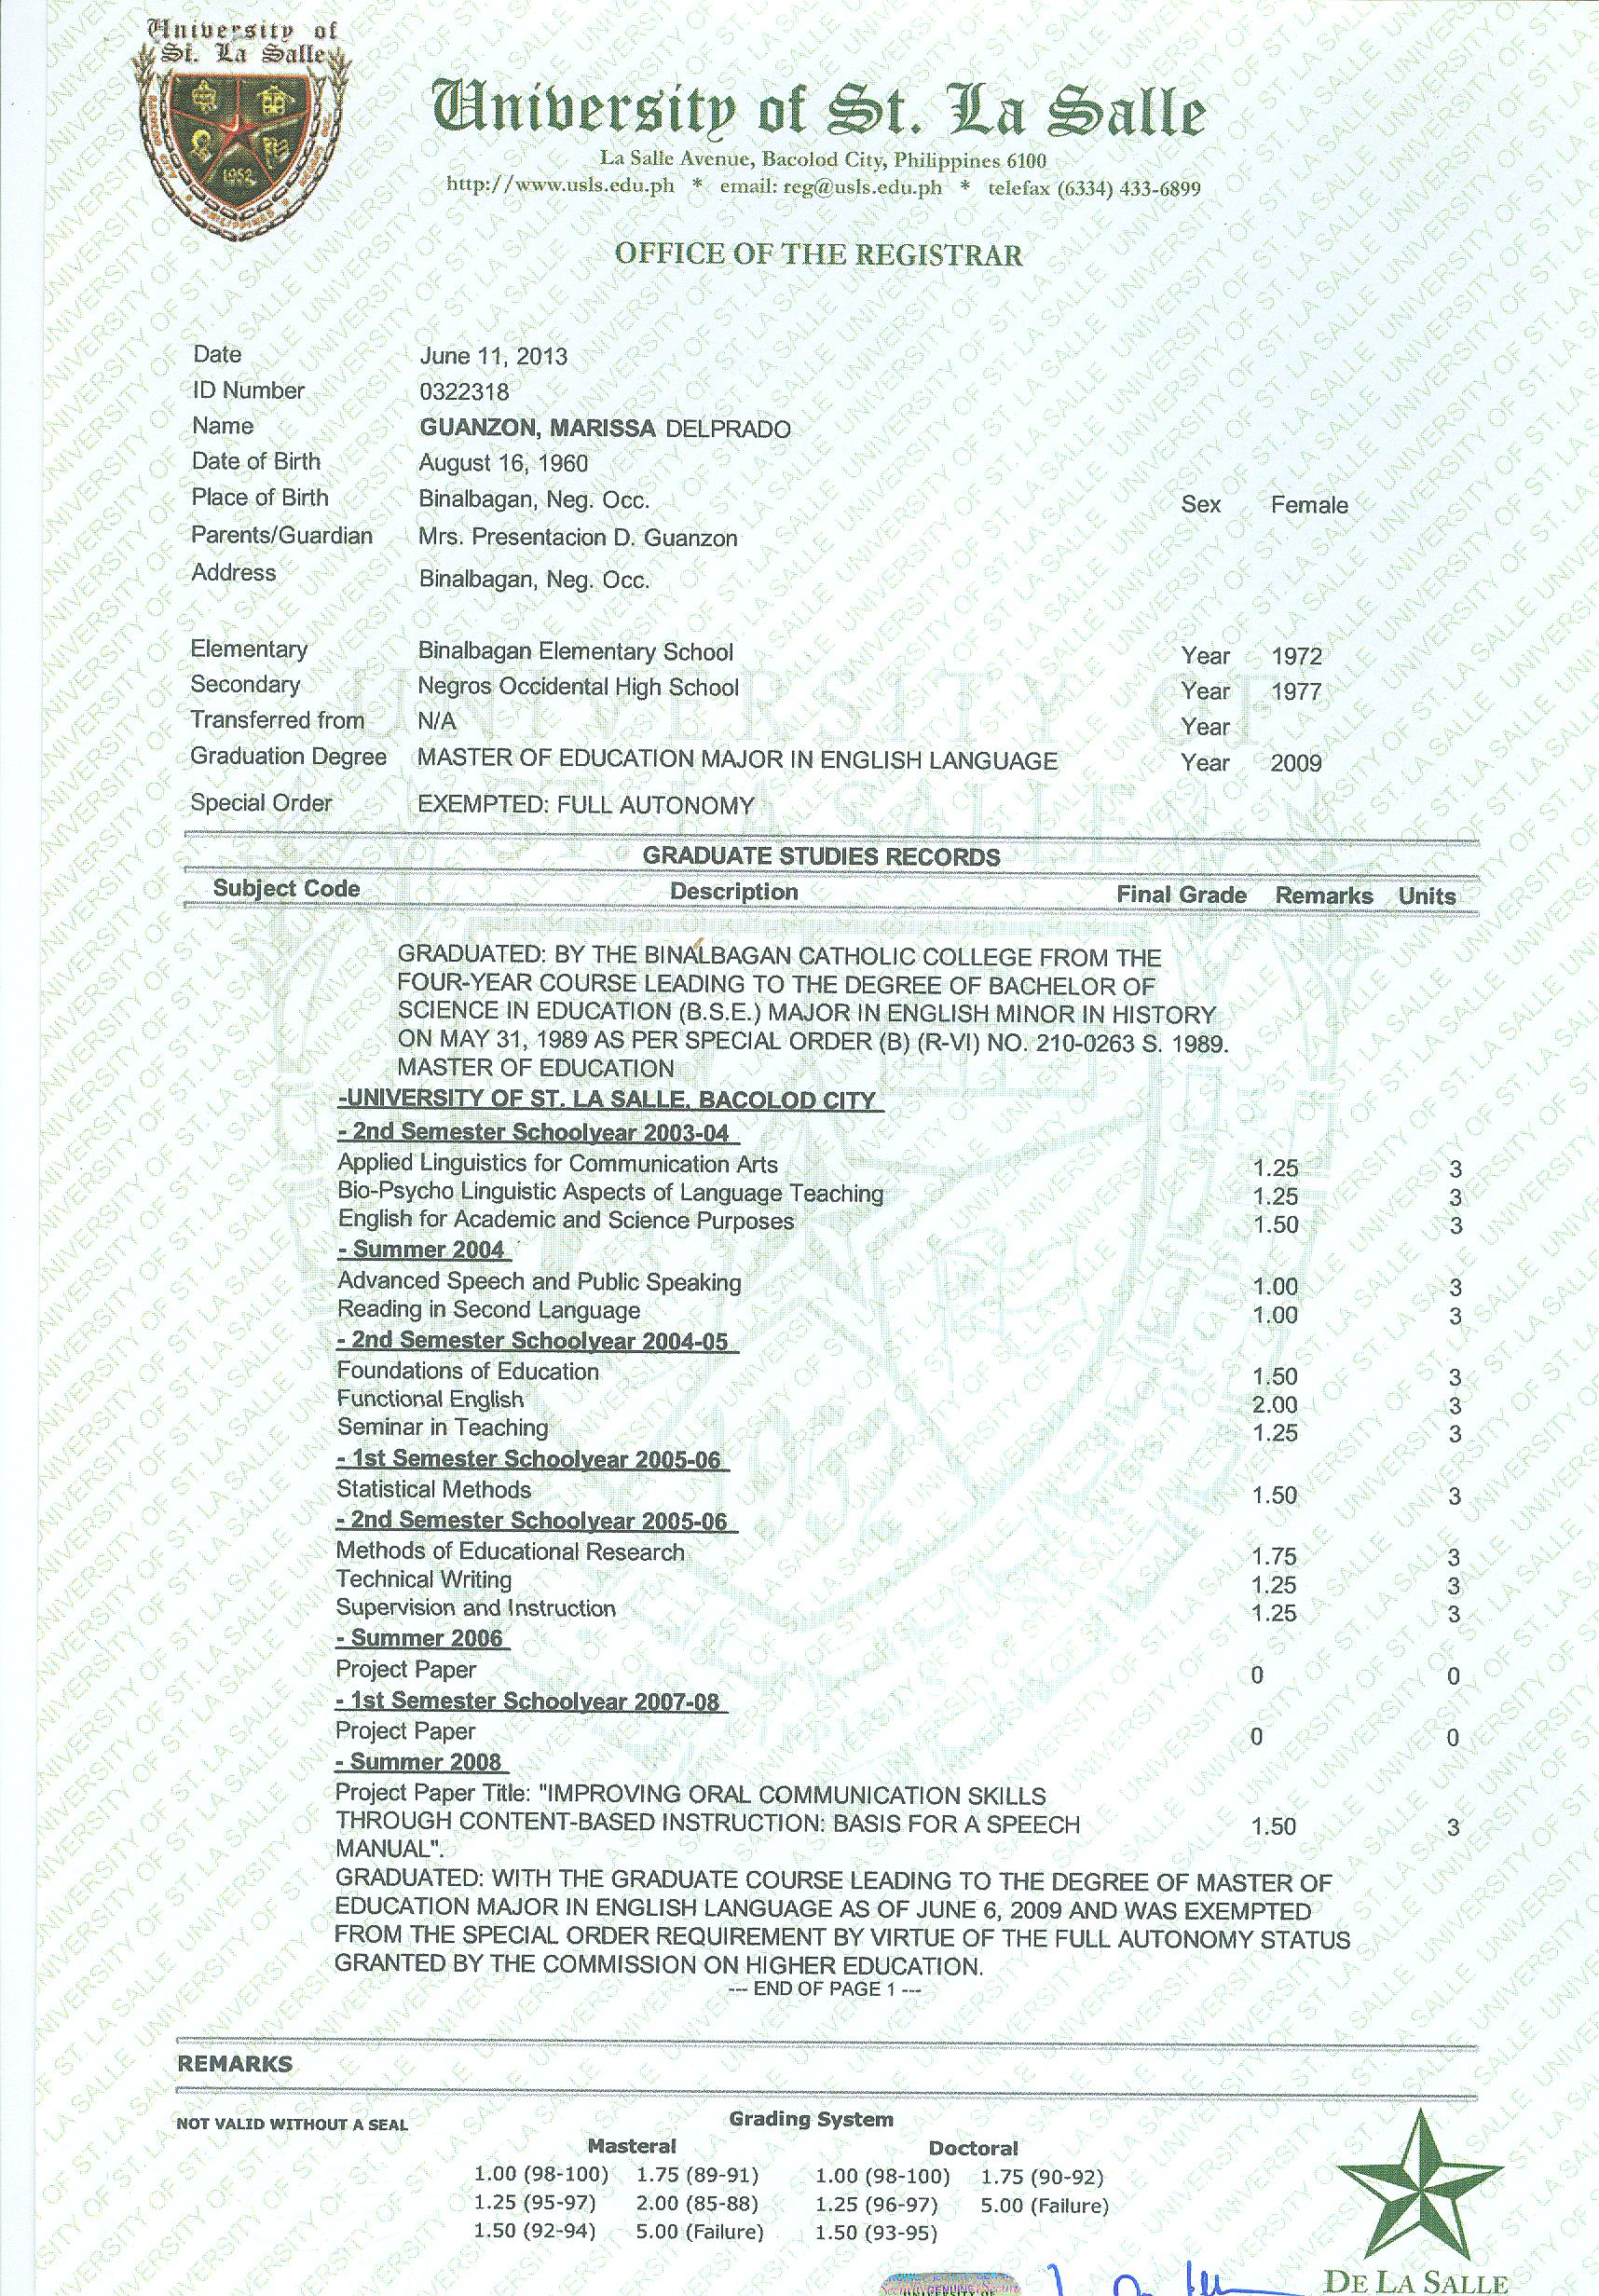 University of
St. La Salle
1952
University of St. La Salle
La Salle Avenue, Bacolod City, Philippines 6100
http://www.usls.edu.ph * email: reg@usls.edu.ph * telefax (6334) 433-6899
OFFICE OF THE REGISTRAR
Date June 11, 2013
ID Number 0322318
Name GUANZON, MARISSA DELPRADO
Date of Birth August 16, 1960
Place of Birth Binalbagan, Neg. Occ. Sex Female
Parents/Guardian Mrs. Presentacion D. Guanzon
Address Binalbagan, Neg. Occ.
Elementary Binalbagan Elementary School Year 1972
Secondary Negros Occidental High School Year 1977
Transferred from N/A Year
Graduation Degree MASTER OF EDUCATION MAJOR IN ENGLISH LANGUAGE Year 2009
Special Order EXEMPTED: FULL AUTONOMY
GRADUATE STUDIES RECORDS
Subject Code Description Final Grade Remarks Units
GRADUATED: BY THE BINALBAGAN CATHOLIC COLLEGE FROM THE
FOUR-YEAR COURSE LEADING TO THE DEGREE OF BACHELOR OF
SCIENCE IN EDUCATION (B.S.E.) MAJOR IN ENGLISH MINOR IN HISTORY
ON MAY 31, 1989 AS PER SPECIAL ORDER (B) (R-VI) NO. 210-0263 S. 1989.
MASTER OF EDUCATION
-UNIVERSITY OF ST. LA SALLE, BACOLOD CITY
- 2nd Semester Schoolyear 2003-04
Applied Linguistics for Communication Arts 1.25 3
Bio-Psycho Linguistic Aspects of Language Teaching 1.25 3
English for Academic and Science Purposes 1.50 3
- Summer 2004
Advanced Speech and Public Speaking 1.00 3
Reading in Second Language 1.00 3
- 2nd Semester Schoolyear 2004-05
Foundations of Education 1.50 3
Functional English 2.00 3
Seminar in Teaching 1.25 3
- 1st Semester Schoolyear 2005-06
Statistical Methods 1.50 3
- 2nd Semester Schoolyear 2005-06
Methods of Educational Research 1.75 3
Technical Writing 1.25 3
Supervision and Instruction 1.25 3
- Summer 2006
Project Paper 0 0
- 1st Semester Schoolyear 2007-08
Project Paper 0 0
- Summer 2008
Project Paper Title: "IMPROVING ORAL COMMUNICATION SKILLS
THROUGH CONTENT-BASED INSTRUCTION: BASIS FOR A SPEECH 1.50 3
MANUAL".
GRADUATED: WITH THE GRADUATE COURSE LEADING TO THE DEGREE OF MASTER OF
EDUCATION MAJOR IN ENGLISH LANGUAGE AS OF JUNE 6, 2009 AND WAS EXEMPTED
FROM THE SPECIAL ORDER REQUIREMENT BY VIRTUE OF THE FULL AUTONOMY STATUS
GRANTED BY THE COMMISSION ON HIGHER EDUCATION.
--- END OF PAGE 1 ---
REMARKS
NOT VALID WITHOUT A SEAL
Grading System
Masteral Doctoral
1.00 (98-100) 1.75 (89-91) 1.00 (98-100) 1.75 (90-92)
1.25 (95-97) 2.00 (85-88) 1.25 (96-97) 5.00 (Failure)
1.50 (92-94) 5.00 (Failure) 1.50 (93-95)
DE LA SALLE